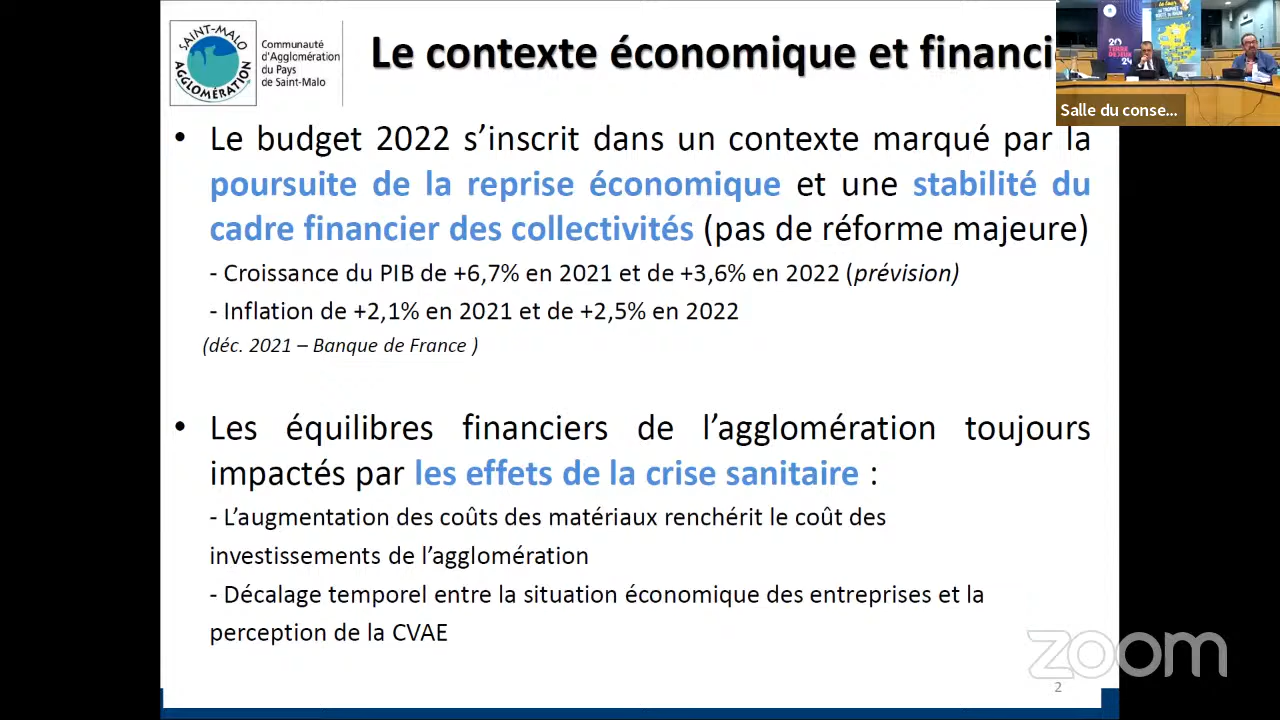 SAINT-MALO
AGGLOMÉRATION
Communauté
d'Agglomération
du Pays
de Saint-Malo
Le contexte économique et financi
20
24
Salle du conse...
• Le budget 2022 s’inscrit dans un contexte marqué par la
poursuite de la reprise économique et une stabilité du
cadre financier des collectivités (pas de réforme majeure)
- Croissance du PIB de +6,7% en 2021 et de +3,6% en 2022 (prévision)
- Inflation de +2,1% en 2021 et de +2,5% en 2022
(déc. 2021 – Banque de France )
• Les équilibres financiers de l’agglomération toujours
impactés par les effets de la crise sanitaire :
- L’augmentation des coûts des matériaux renchérit le coût des
investissements de l’agglomération
- Décalage temporel entre la situation économique des entreprises et la
perception de la CVAE
zoom
2